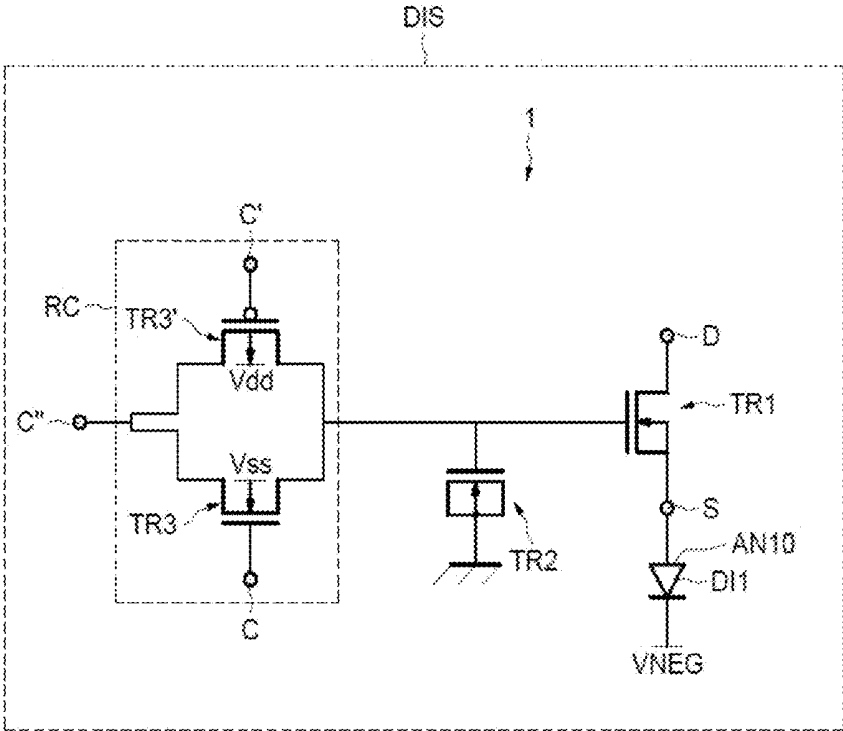 DIS
1
C'
RC
TR3'
Vdd
D
C"
TR1
Vss
TR3
S
TR2
AN10
DI1
C
VNEG